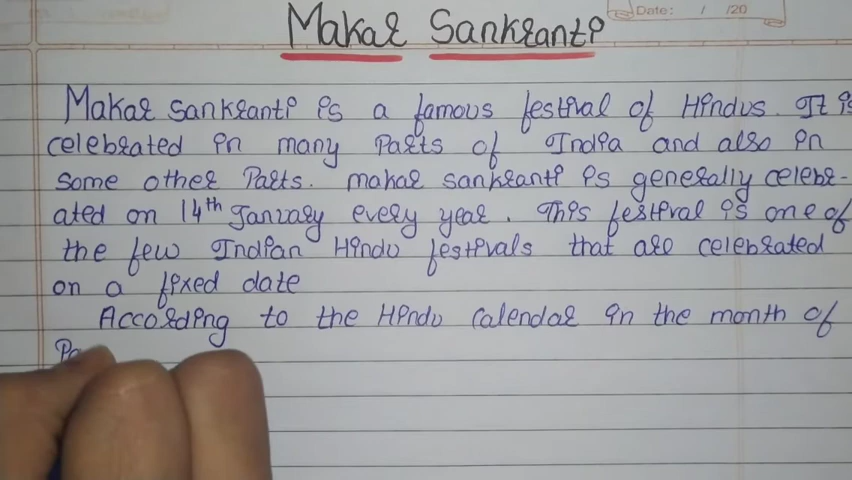 Date: / /20
Makar Sankranti
Makar Sankranti is a famous festival of Hindus. It is
celebrated in many Parts of India and also in
some other Parts. makar sankranti is generally celebr-
ated on 14th January every year. This festival is one of
the few Indian Hindu festivals that are celebrated
on a fixed date
According to the Hindu Calendar in the month of